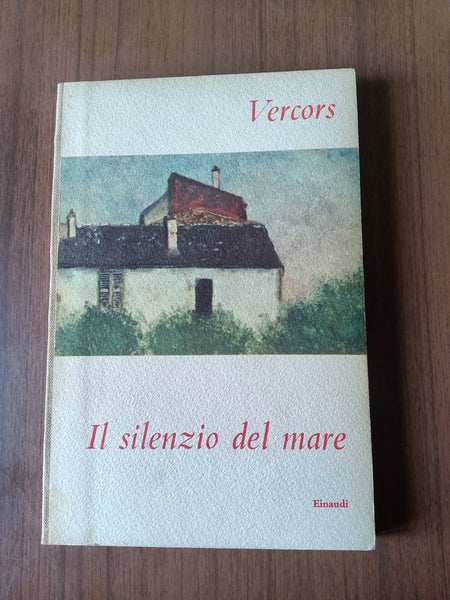 Vercors
Il silenzio del mare
Einaudi